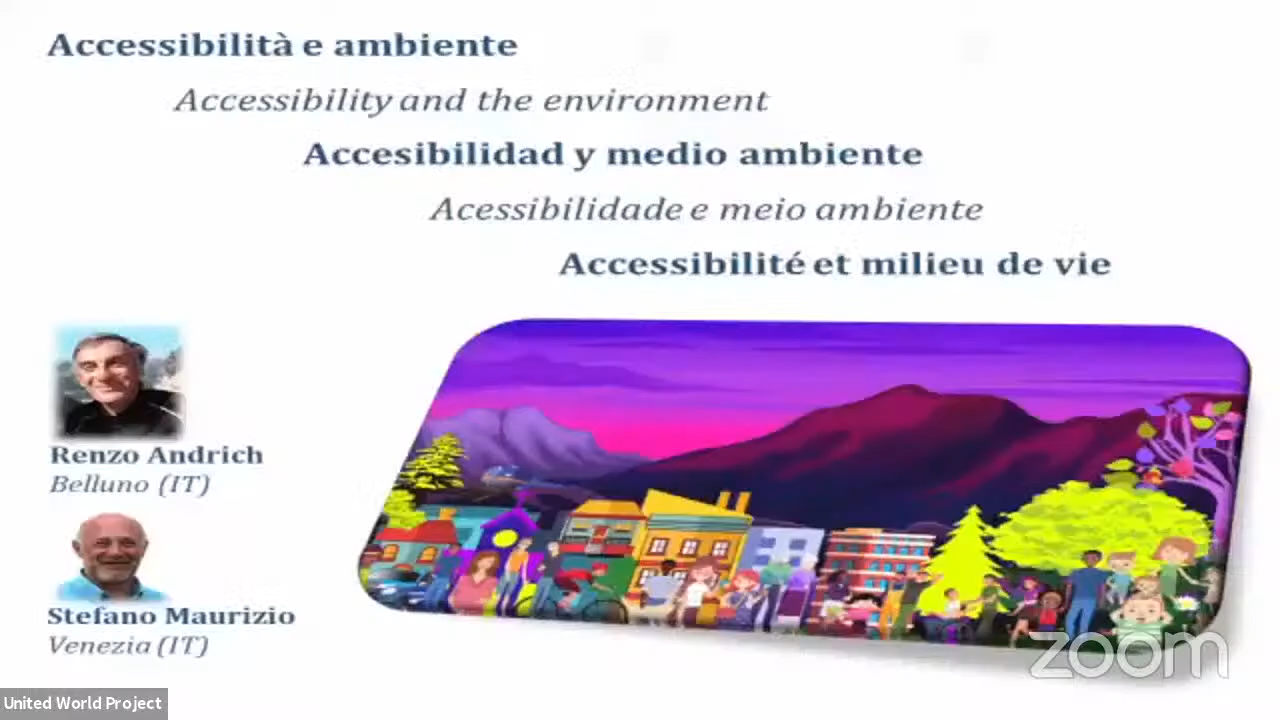 Accessibilità e ambiente
Accessibility and the environment
Accesibilidad y medio ambiente
Acessibilidade e meio ambiente
Accessibilité et milieu de vie
Renzo Andrich
Belluno (IT)
Stefano Maurizio
Venezia (IT)
zoom
United World Project